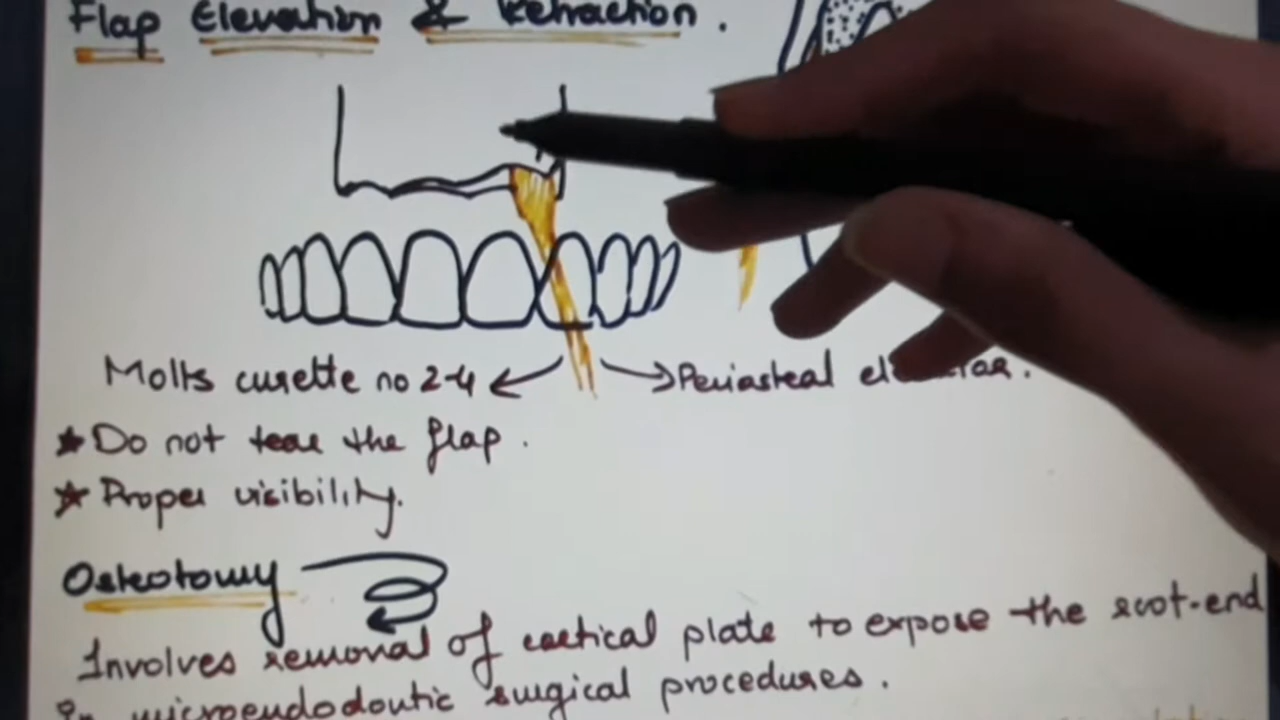 Flap Elevation & Retraction.
Molts curette no 2-4
Periosteal
★ Do not tear the flap.
★ Proper visibility.
Osteotomy
Involves removal of cortical plate to expose the root-end
in microendodontic surgical procedures.